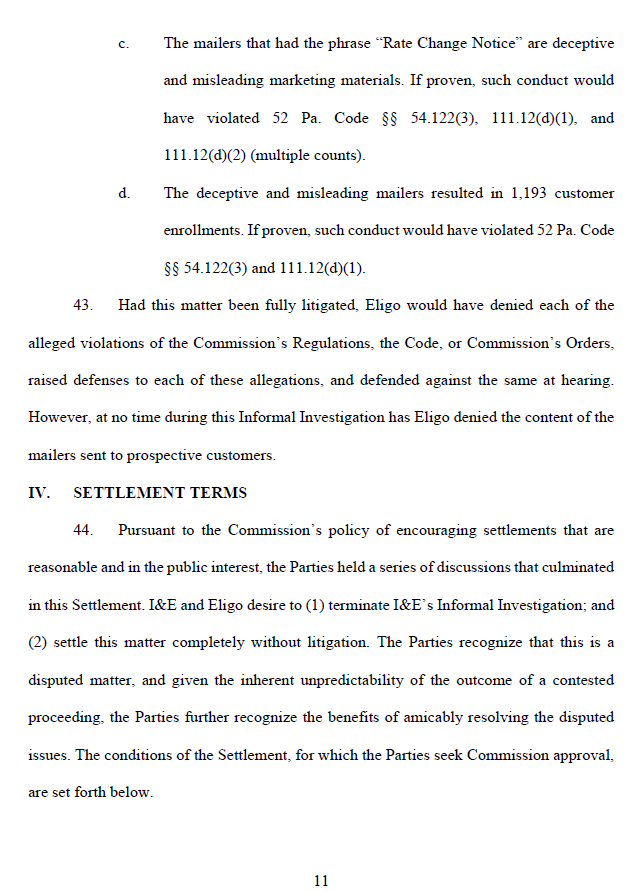 c. The mailers that had the phrase “Rate Change Notice” are deceptive
and misleading marketing materials. If proven, such conduct would
have violated 52 Pa. Code §§ 54.122(3), 111.12(d)(1), and
111.12(d)(2) (multiple counts).
d. The deceptive and misleading mailers resulted in 1,193 customer
enrollments. If proven, such conduct would have violated 52 Pa. Code
§§ 54.122(3) and 111.12(d)(1).
43. Had this matter been fully litigated, Eligo would have denied each of the
alleged violations of the Commission’s Regulations, the Code, or Commission’s Orders,
raised defenses to each of these allegations, and defended against the same at hearing.
However, at no time during this Informal Investigation has Eligo denied the content of the
mailers sent to prospective customers.
IV. SETTLEMENT TERMS
44. Pursuant to the Commission’s policy of encouraging settlements that are
reasonable and in the public interest, the Parties held a series of discussions that culminated
in this Settlement. I&E and Eligo desire to (1) terminate I&E’s Informal Investigation; and
(2) settle this matter completely without litigation. The Parties recognize that this is a
disputed matter, and given the inherent unpredictability of the outcome of a contested
proceeding, the Parties further recognize the benefits of amicably resolving the disputed
issues. The conditions of the Settlement, for which the Parties seek Commission approval,
are set forth below.
11